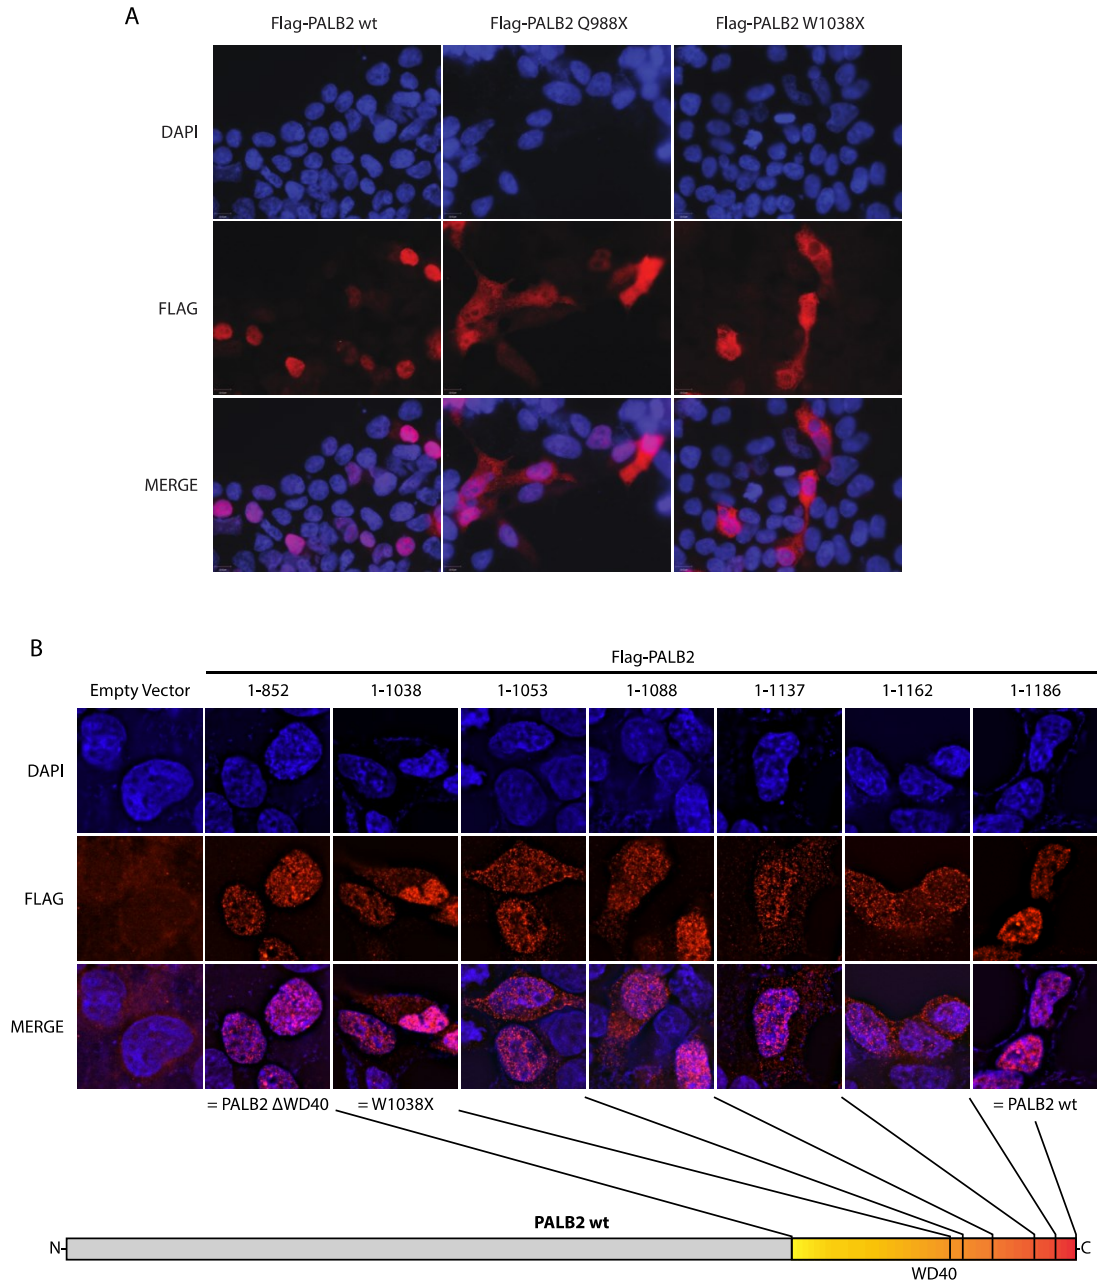 A
Flag-PALB2 wt Flag-PALB2 Q988X Flag-PALB2 W1038X
DAPI
FLAG
MERGE
B
Flag-PALB2
Empty Vector 1-852 1-1038 1-1053 1-1088 1-1137 1-1162 1-1186
DAPI
FLAG
MERGE
= PALB2 ΔWD40 = W1038X = PALB2 wt
PALB2 wt
N C
WD40